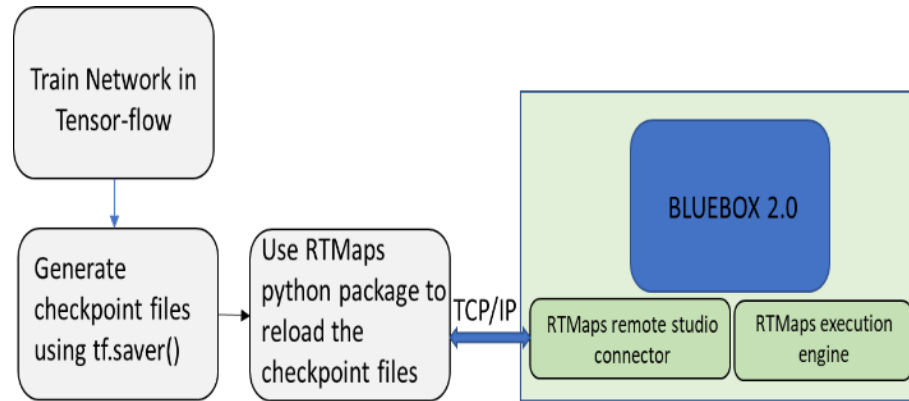 Train Network in
Tensor-flow
Generate
checkpoint files
using tf.saver()
Use RTMaps
python package to
reload the
checkpoint files
TCP/IP
BLUEBOX 2.0
RTMaps remote studio
connector
RTMaps execution
engine